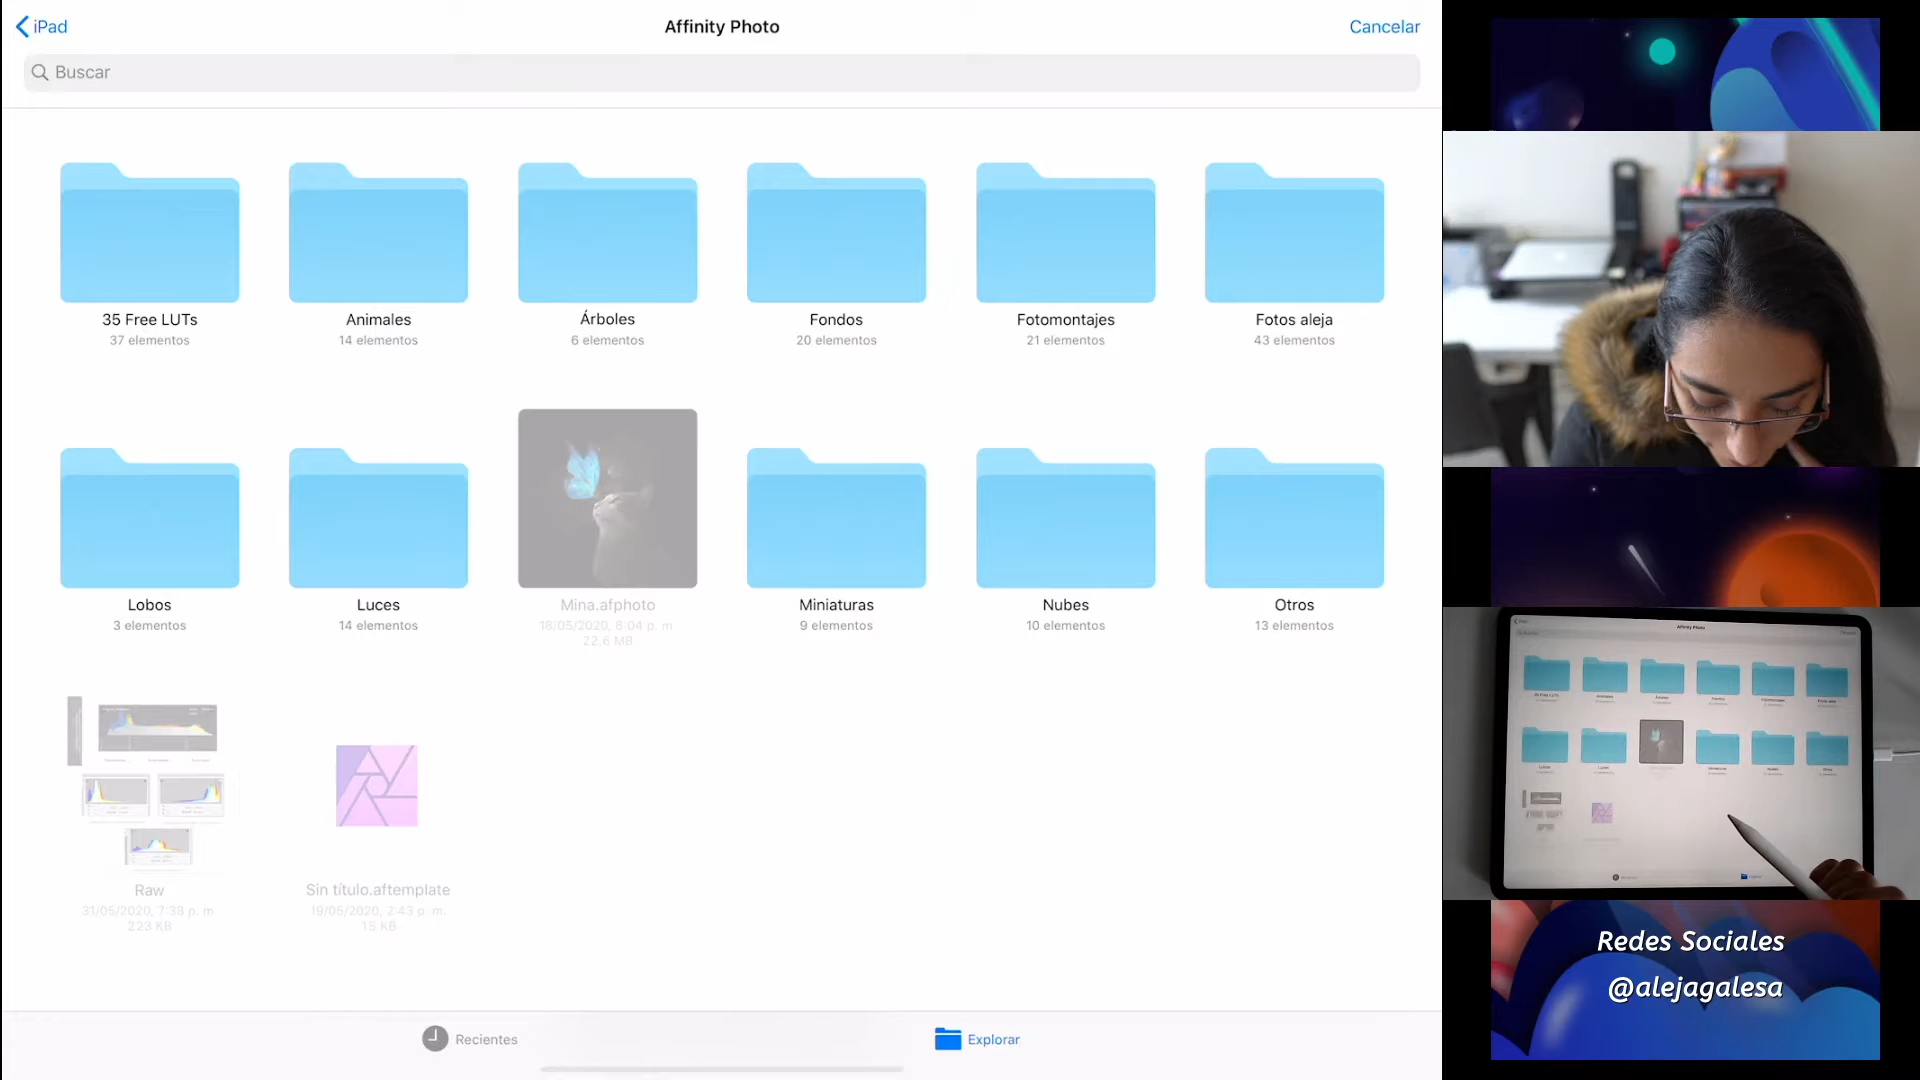 iPad
Affinity Photo
Cancelar
Buscar
35 Free LUTs
37 elementos
Animales
14 elementos
Árboles
6 elementos
Fondos
20 elementos
Fotomontajes
21 elementos
Fotos aleja
43 elementos
Lobos
3 elementos
Luces
14 elementos
Mina.afphoto
18/05/2020, 8:04 p. m
22,6 MB
Miniaturas
9 elementos
Nubes
10 elementos
Otros
13 elementos
Raw
31/05/2020, 7:38 p. m
223 KB
Sin título.aftemplate
19/05/2020, 2:43 p. m.
15 KB
Recientes
Explorar
Affinity Photo
Redes Sociales
@alejagalesa